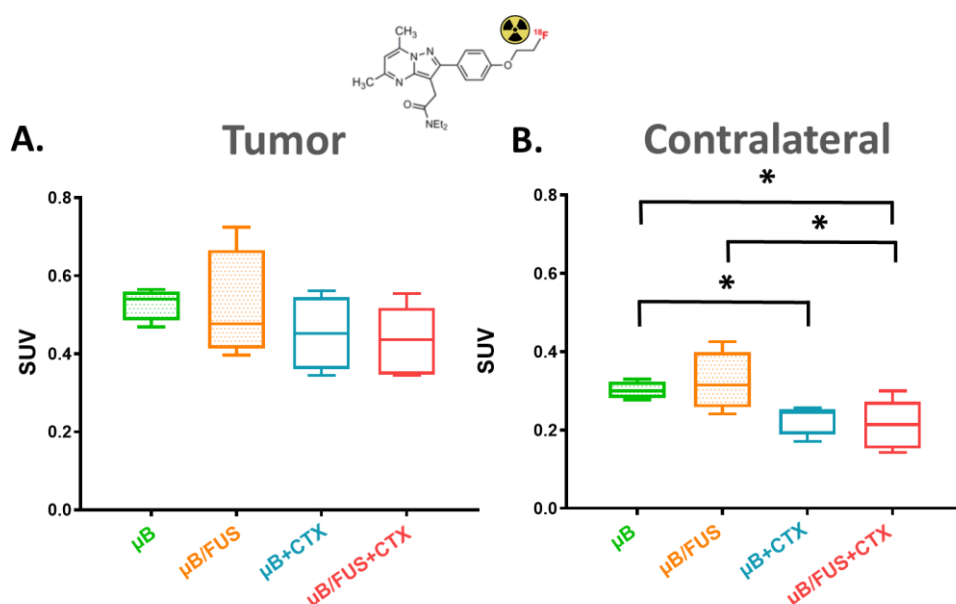 CH₃
¹⁸F
N
N
O
CH₃
N
O
NEt₂
A.
Tumor
B.
Contralateral
0.8
0.6
0.4
0.2
0.0
SUV
µB
µB/FUS
µB+CTX
µB/FUS+CTX
0.8
0.6
0.4
0.2
0.0
SUV
*
*
*
µB
µB/FUS
µB+CTX
µB/FUS+CTX